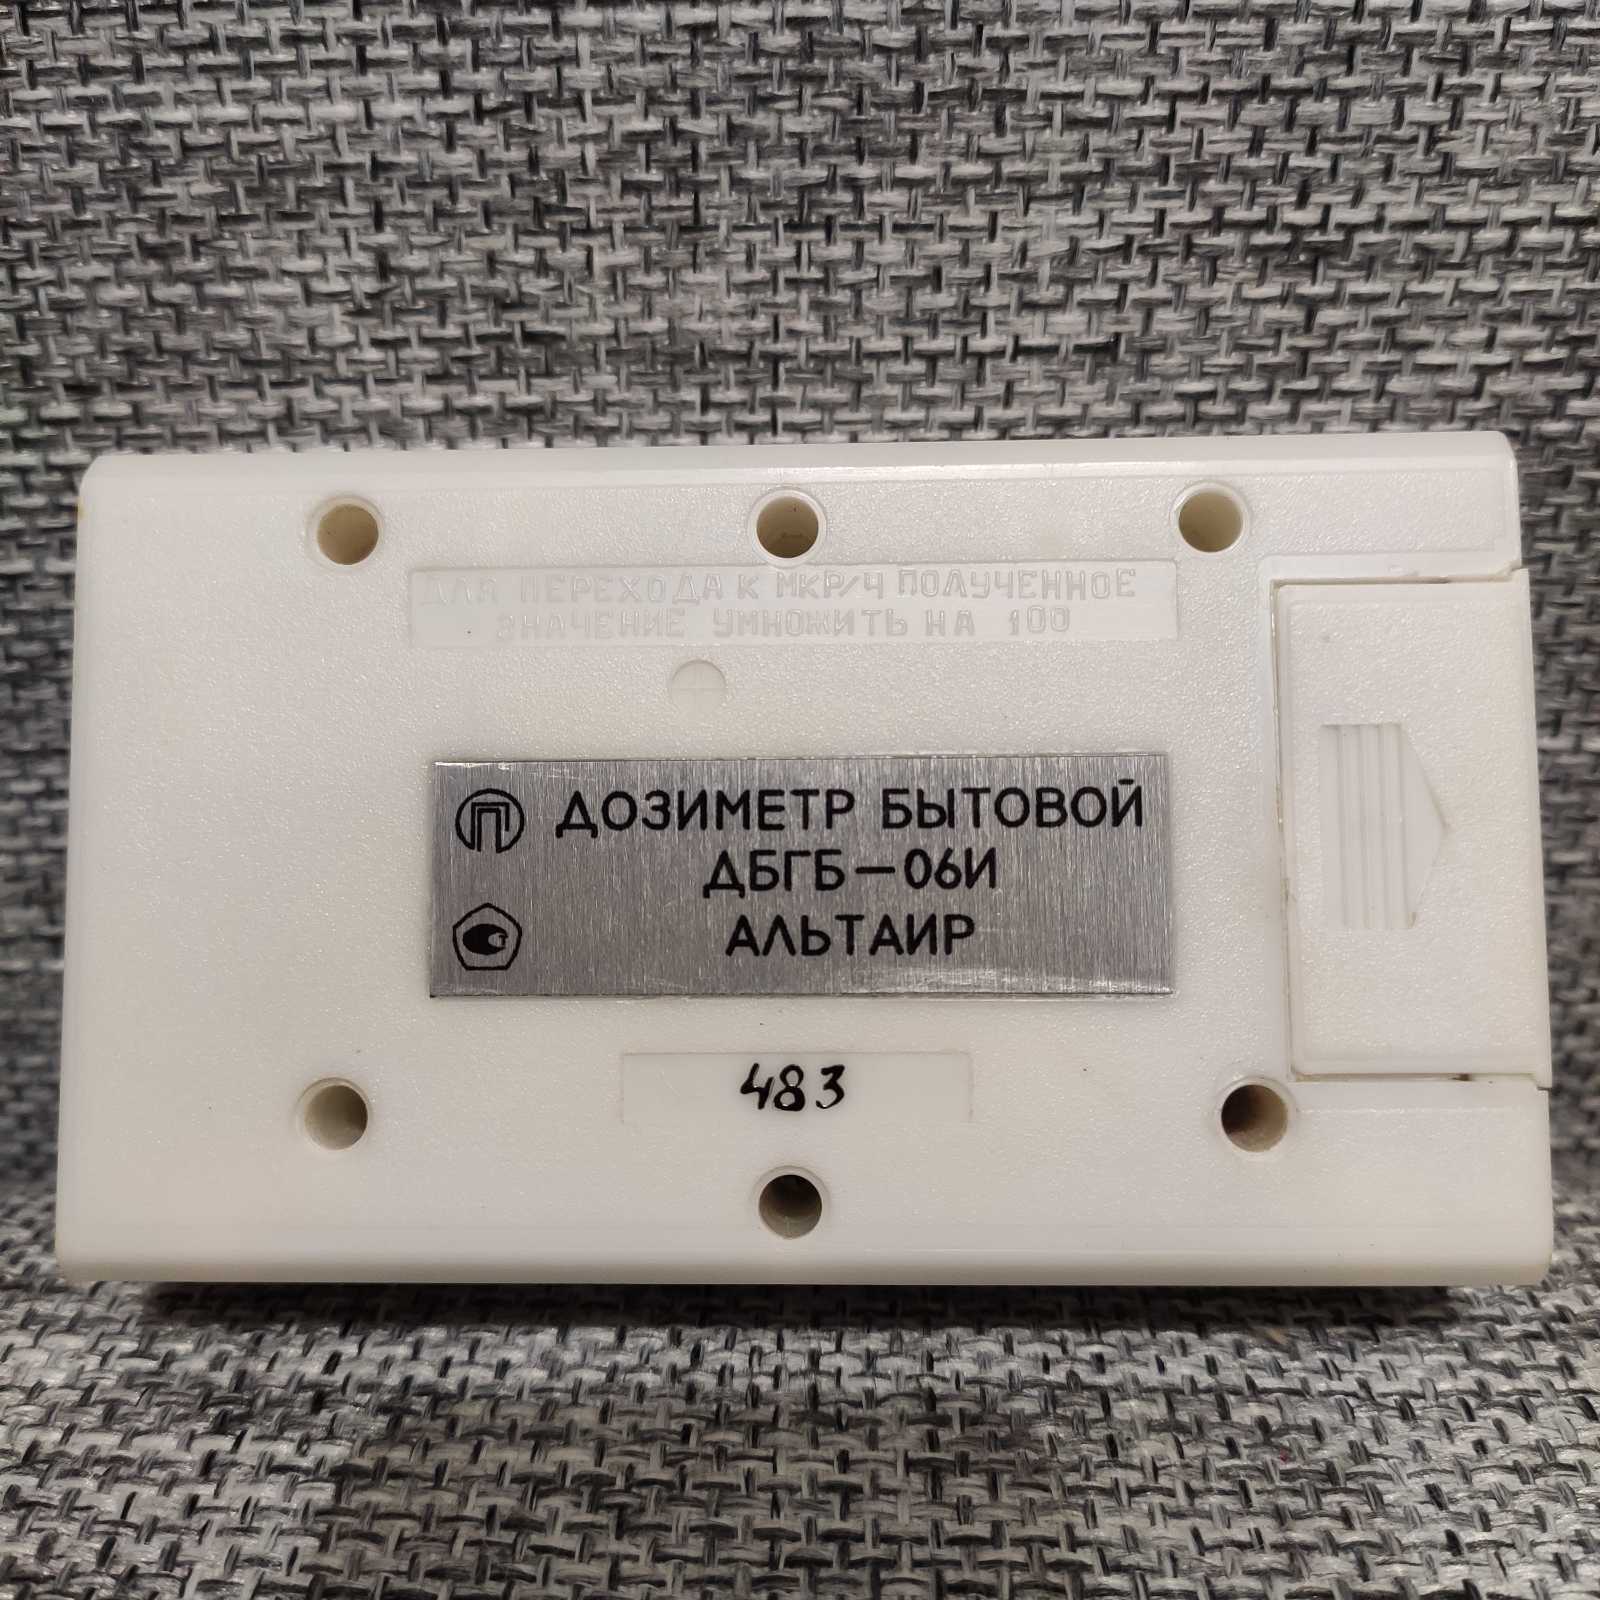 ДЛЯ ПЕРЕХОДА К МКР/Ч ПОЛУЧЕННОЕ
ЗНАЧЕНИЕ УМНОЖИТЬ НА 100
П ДОЗИМЕТР БЫТОВОЙ
ДБГБ—06И
АЛЬТАИР
483